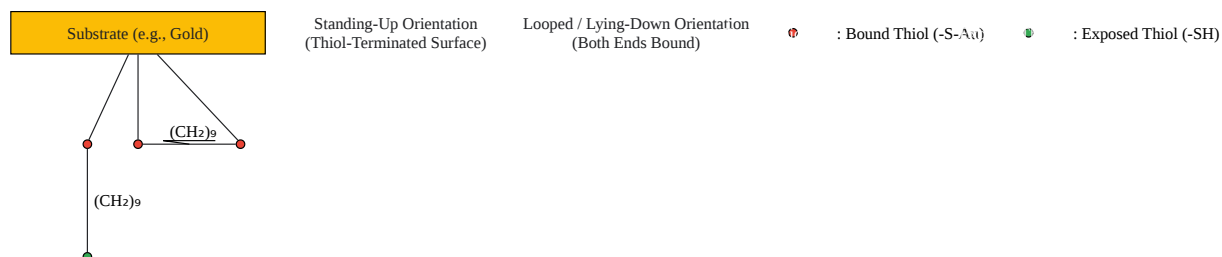 Substrate (e.g., Gold)
Standing-Up Orientation
(Thiol-Terminated Surface)
Looped / Lying-Down Orientation
(Both Ends Bound)
: Bound Thiol (-S-Au)
: Exposed Thiol (-SH)
(CH₂)₉
(CH₂)₉